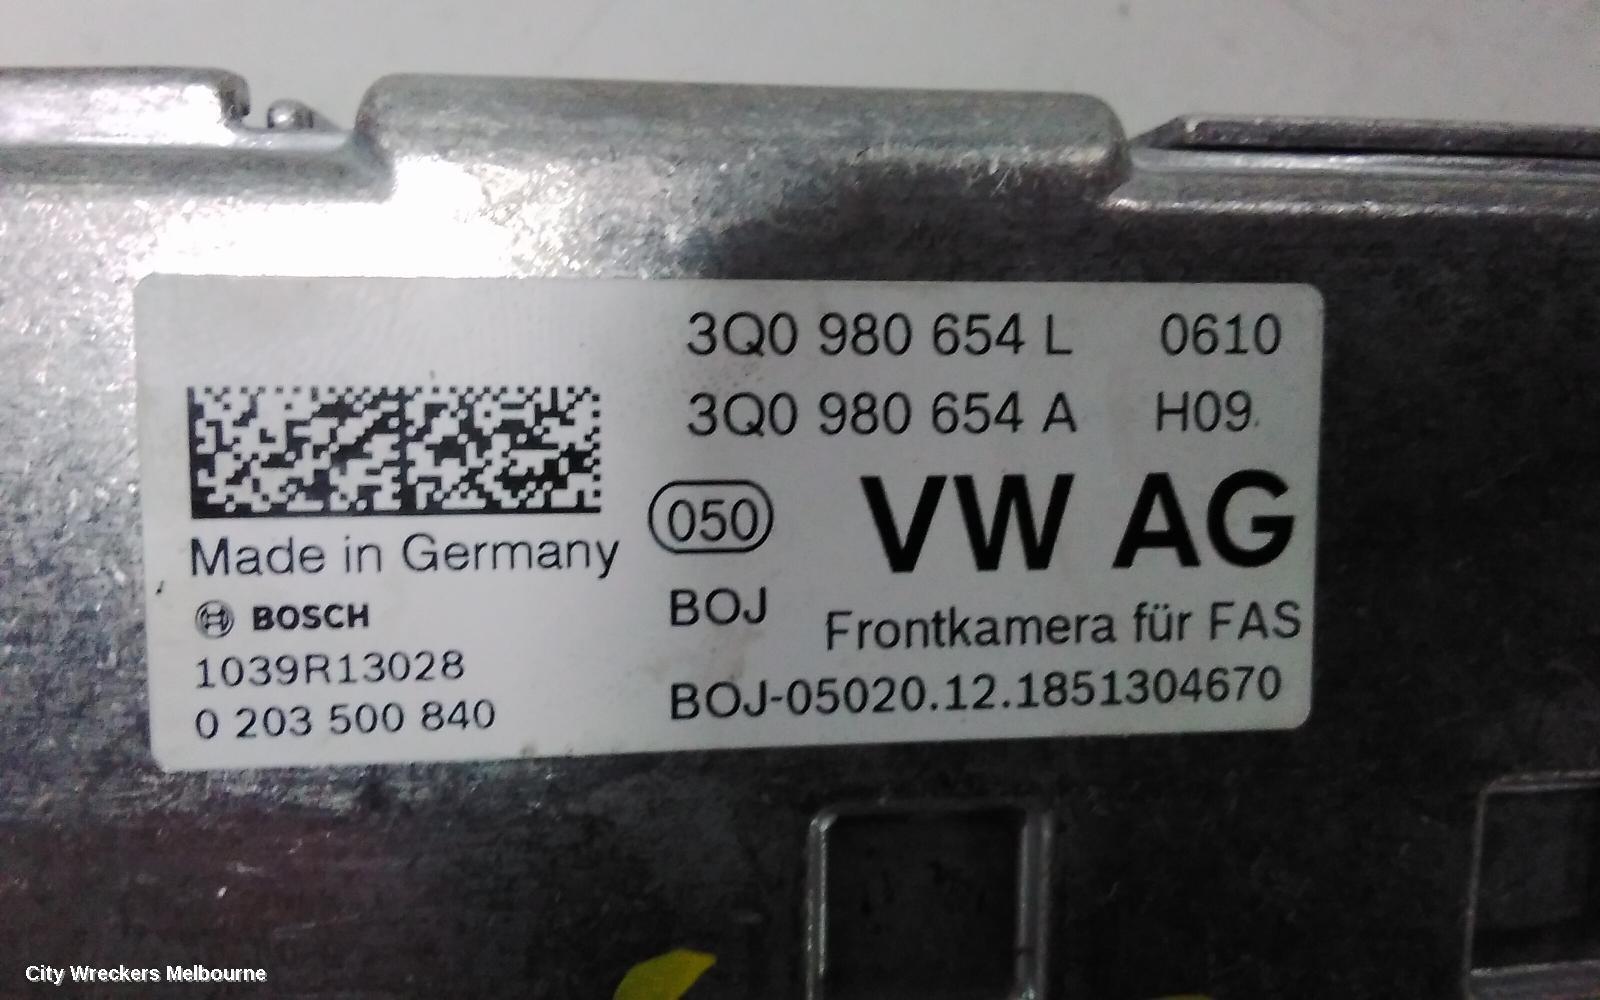 3Q0 980 654 L 0610
3Q0 980 654 A H09
050 VW AG
Made in Germany
BOSCH
BOJ
Frontkamera für FAS
1039R13028
BOJ-05020.12.1851304670
0 203 500 840
City Wreckers Melbourne